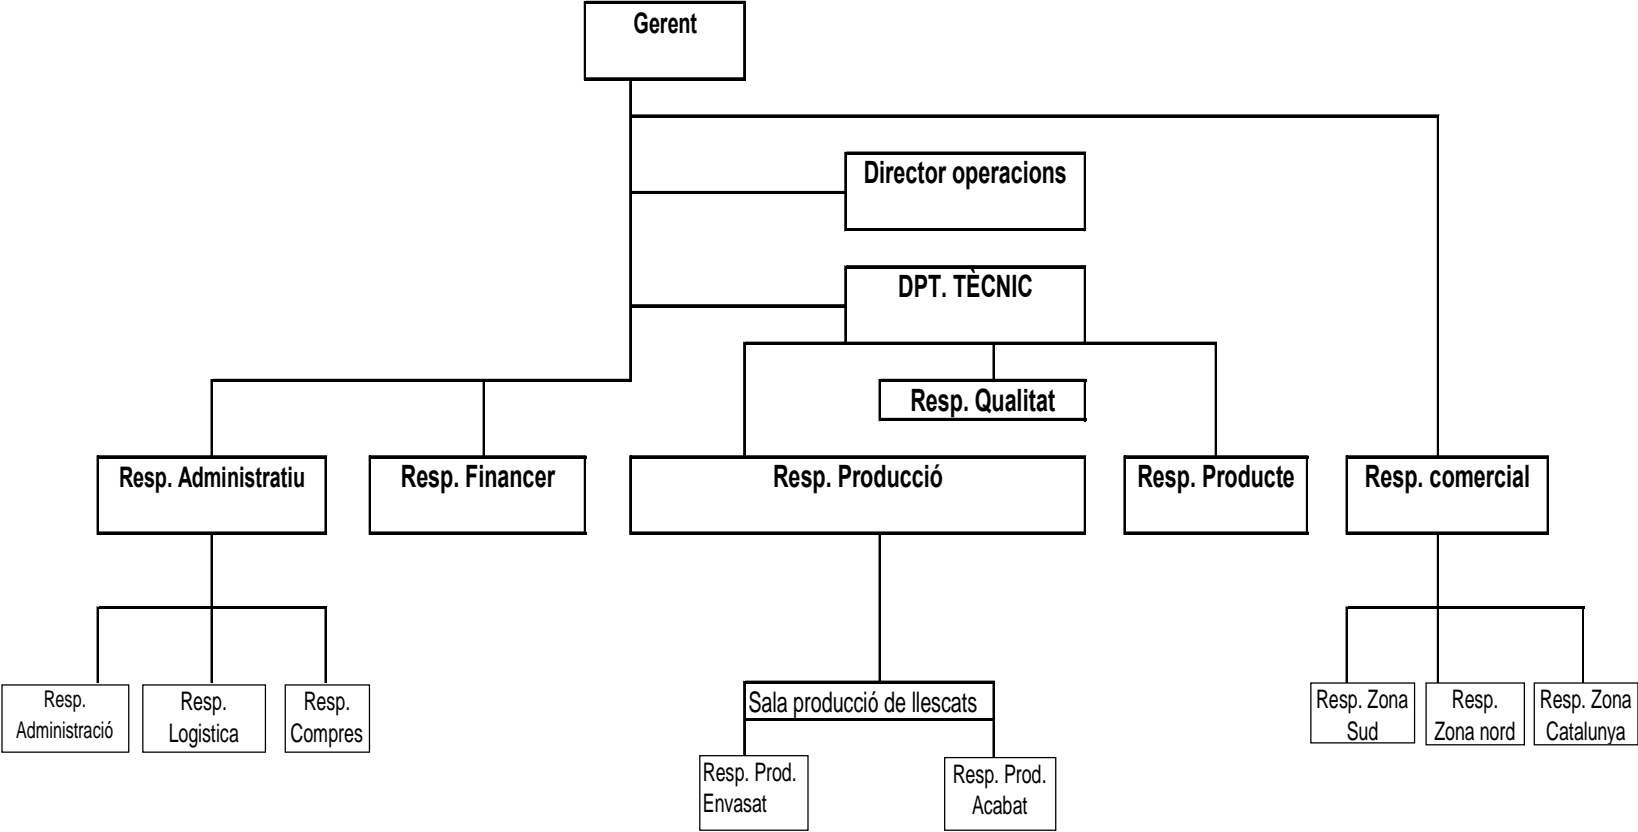 Gerent
Director operacions
DPT. TÈCNIC
Resp. Qualitat
Resp. Administratiu
Resp. Financer
Resp. Producció
Resp. Producte
Resp. comercial
Resp.
Administració
Resp.
Logistica
Resp.
Compres
Sala producció de llescats
Resp. Prod.
Envasat
Resp. Prod.
Acabat
Resp. Zona
Sud
Resp.
Zona nord
Resp. Zona
Catalunya